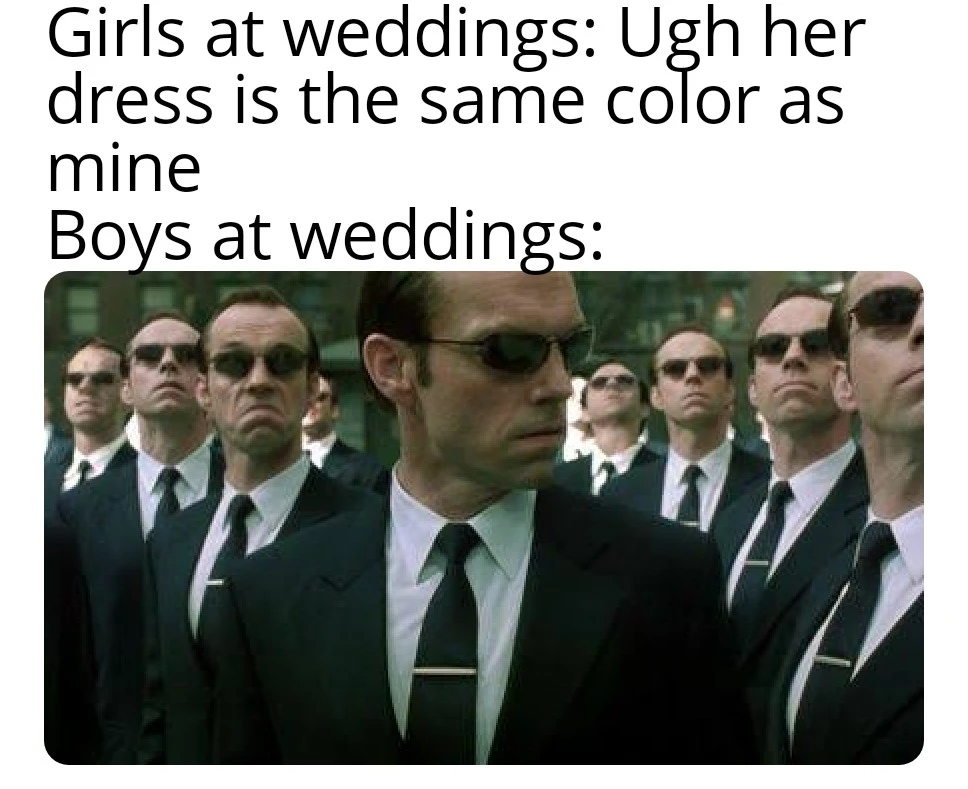 Girls at weddings: Ugh her
dress is the same color as
mine
Boys at weddings: